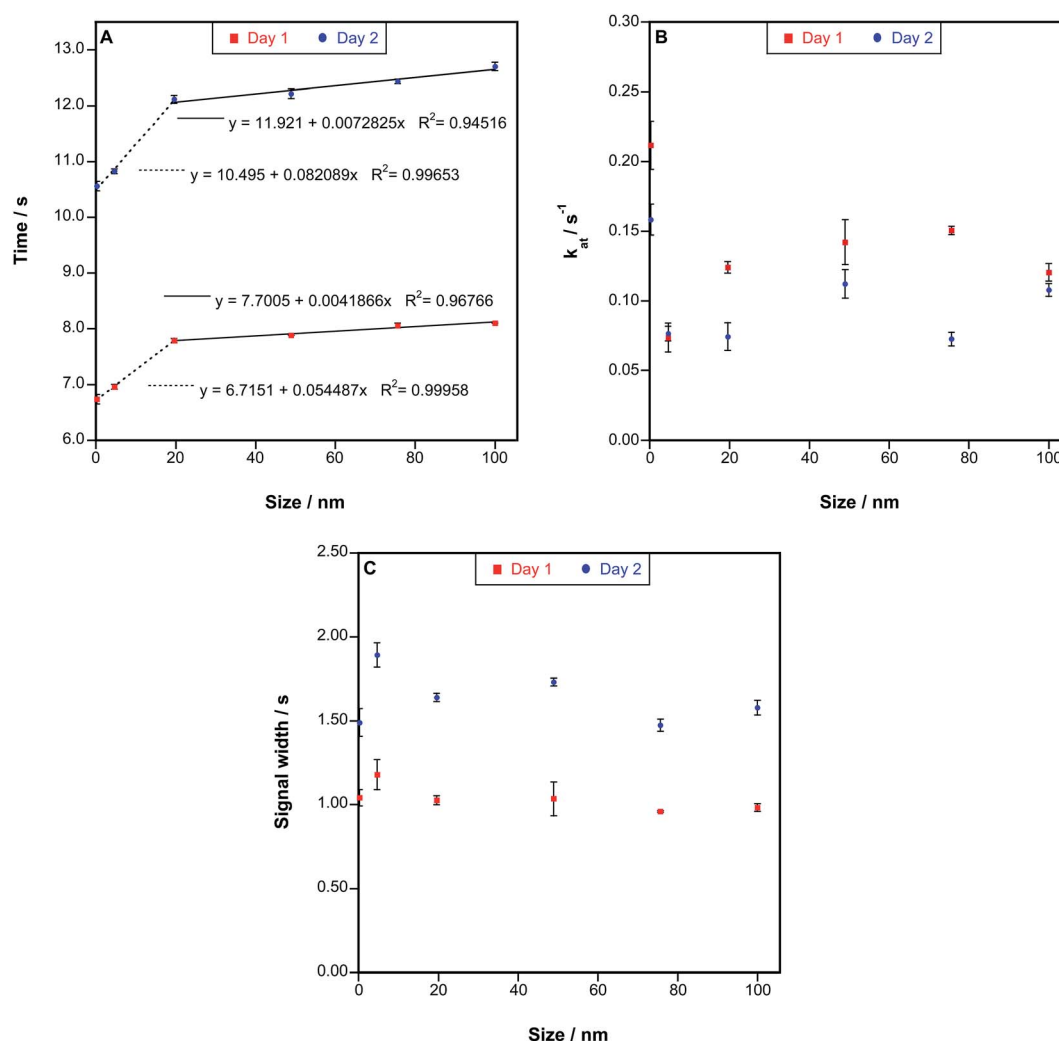 A
Day 1 Day 2
13.0
12.0
11.0
10.0
9.0
8.0
7.0
6.0
y = 11.921 + 0.0072825x R²= 0.94516
y = 10.495 + 0.082089x R²= 0.99653
y = 7.7005 + 0.0041866x R²= 0.96766
y = 6.7151 + 0.054487x R²= 0.99958
Time / s
0 20 40 60 80 100
Size / nm
B
Day 1 Day 2
0.30
0.25
0.20
0.15
0.10
0.05
0.00
k_at / s⁻¹
0 20 40 60 80 100
Size / nm
C
Day 1 Day 2
2.50
2.00
1.50
1.00
0.50
0.00
Signal width / s
0 20 40 60 80 100
Size / nm